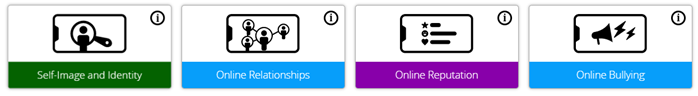 Self-Image and Identity
Online Relationships
Online Reputation
Online Bullying